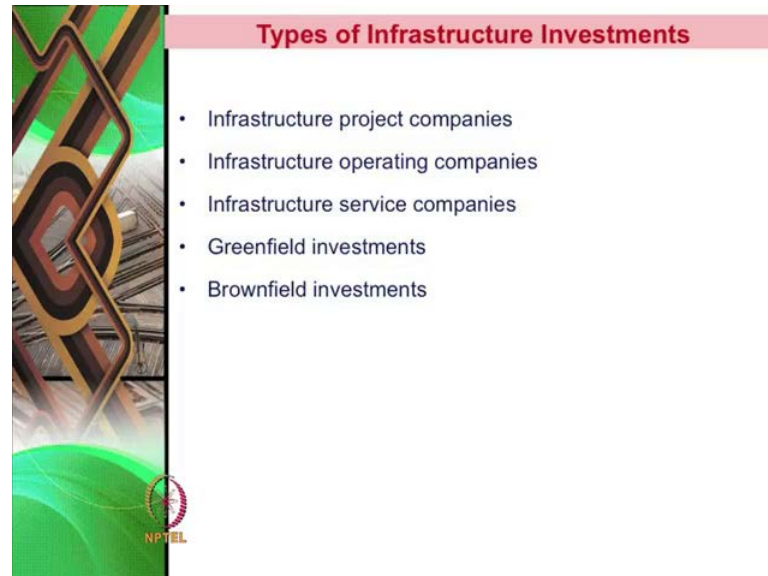 Types of Infrastructure Investments
• Infrastructure project companies
• Infrastructure operating companies
• Infrastructure service companies
• Greenfield investments
• Brownfield investments
NPTEL